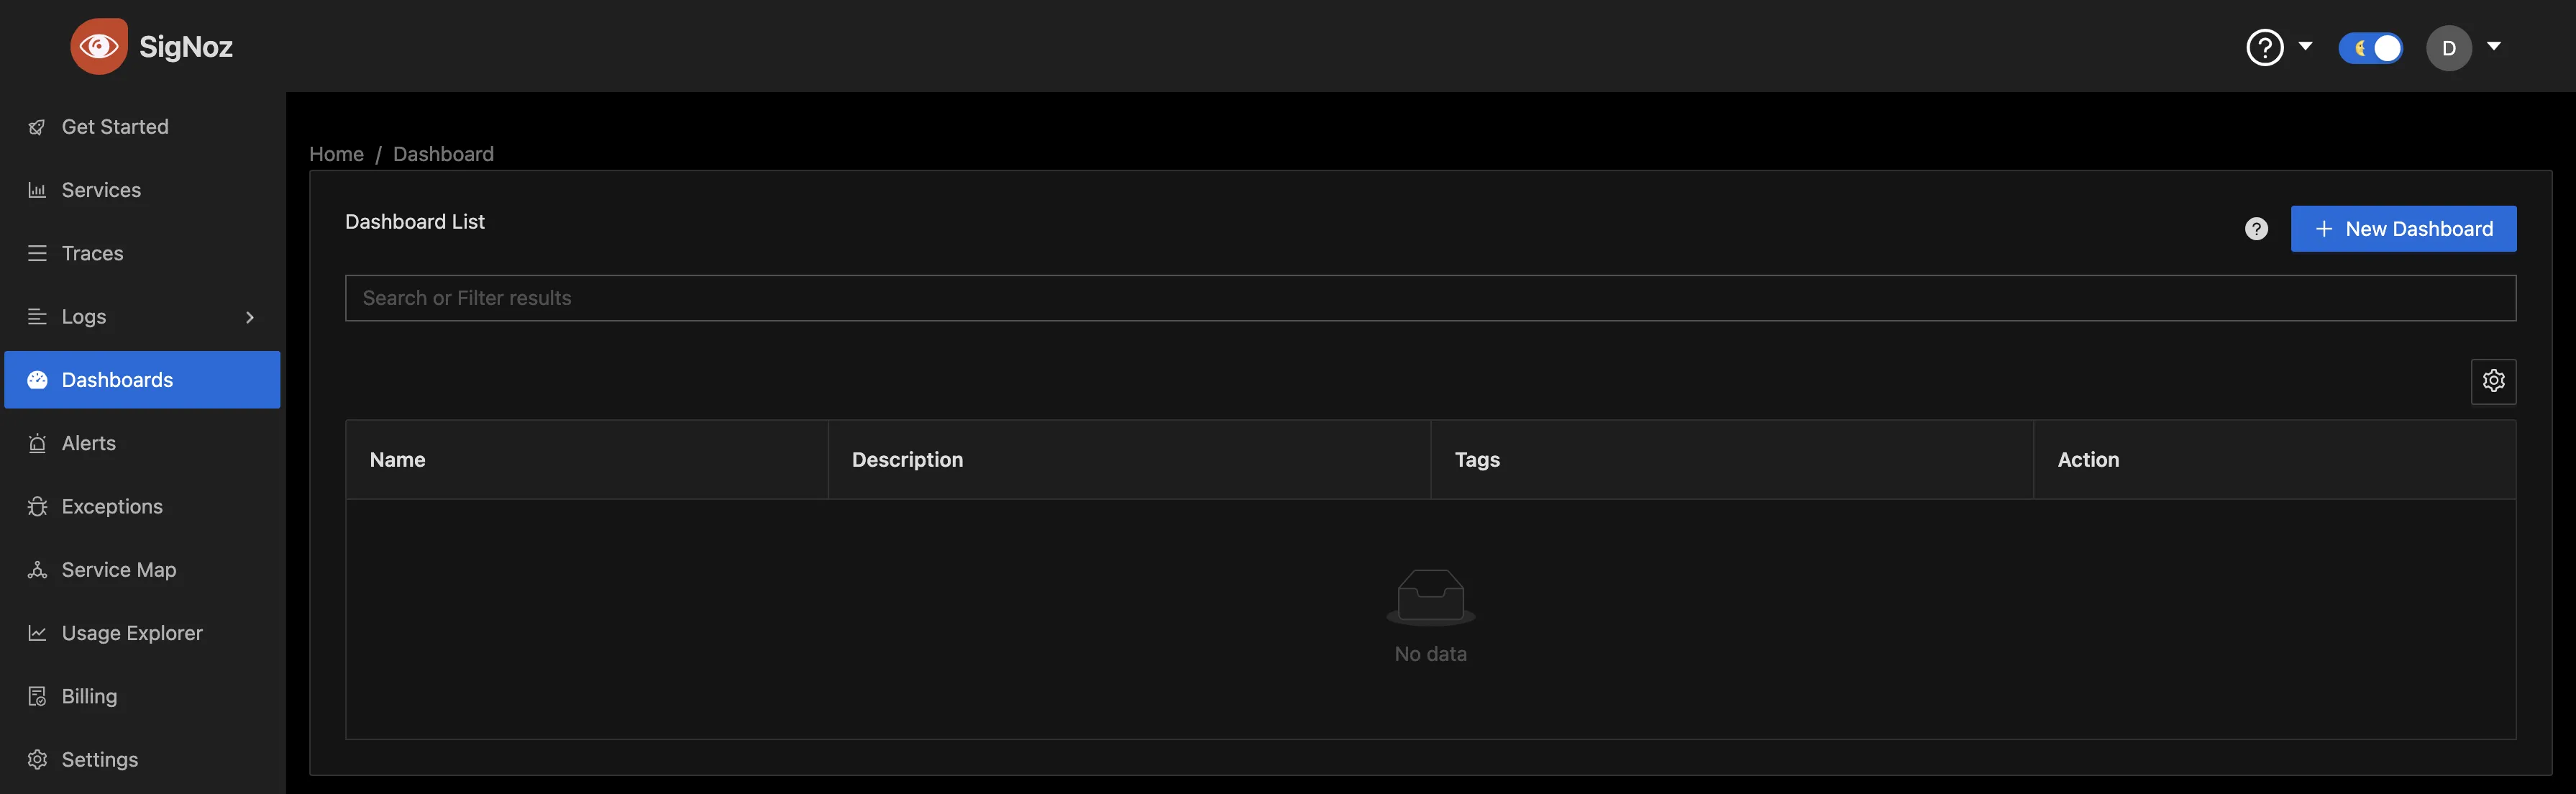 SigNoz
?
D
Get Started
Services
Traces
Logs
Dashboards
Alerts
Exceptions
Service Map
Usage Explorer
Billing
Settings
Home / Dashboard
Dashboard List
?
+ New Dashboard
Search or Filter results
Name Description Tags Action
No data